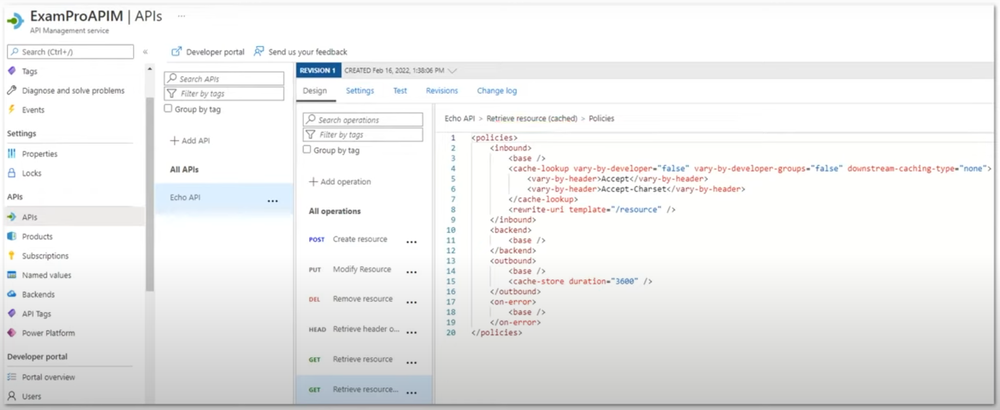 ExamProAPIM | APIs ...
API Management service
Search (Ctrl+/)
«
Tags
Diagnose and solve problems
Events
Settings
Properties
Locks
APIs
APIs
Products
Subscriptions
Named values
Backends
API Tags
Power Platform
Developer portal
Portal overview
Users
Developer portal
Send us your feedback
Search APIs
Filter by tags
Group by tag
+ Add API
All APIs
Echo API ...
REVISION 1 CREATED Feb 16, 2022, 1:38:06 PM
Design Settings Test Revisions Change log
Search operations
Filter by tags
Group by tag
+ Add operation
All operations
POST Create resource ...
PUT Modify Resource ...
DEL Remove resource ...
HEAD Retrieve header o... ...
GET Retrieve resource ...
GET Retrieve resource... ...
Echo API > Retrieve resource (cached) > Policies
1 <policies>
2 <inbound>
3 <base />
4 <cache-lookup vary-by-developer="false" vary-by-developer-groups="false" downstream-caching-type="none">
5 <vary-by-header>Accept</vary-by-header>
6 <vary-by-header>Accept-Charset</vary-by-header>
7 </cache-lookup>
8 <rewrite-uri template="/resource" />
9 </inbound>
10 <backend>
11 <base />
12 </backend>
13 <outbound>
14 <base />
15 <cache-store duration="3600" />
16 </outbound>
17 <on-error>
18 <base />
19 </on-error>
20 </policies>